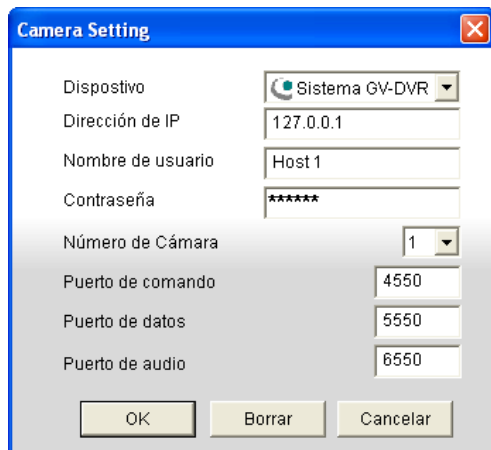 Camera Setting
Dispostivo Sistema GV-DVR
Dirección de IP 127.0.0.1
Nombre de usuario Host 1
Contraseña ******
Número de Cámara 1
Puerto de comando 4550
Puerto de datos 5550
Puerto de audio 6550
OK Borrar Cancelar